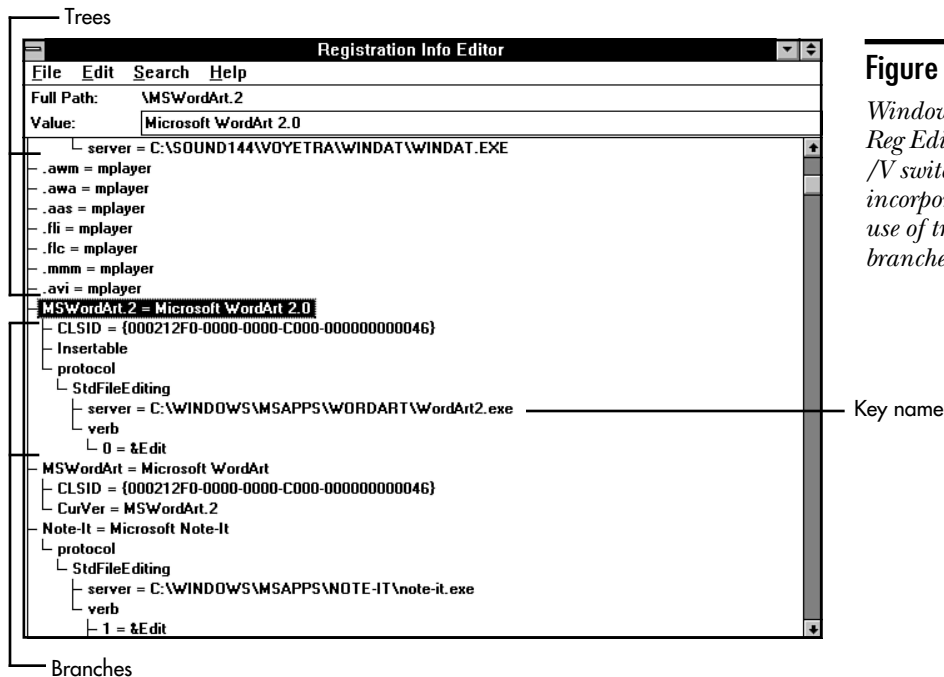 Trees
Registration Info Editor
File Edit Search Help
Full Path: \MSWordArt.2
Value: Microsoft WordArt 2.0
server = C:\SOUND144\VOYETRA\WINDAT\WINDAT.EXE
.awm = mplayer
.awa = mplayer
.aas = mplayer
.fli = mplayer
.flc = mplayer
.mmm = mplayer
.avi = mplayer
MSWordArt.2 = Microsoft WordArt 2.0
CLSID = {000212F0-0000-0000-C000-000000000046}
Insertable
protocol
StdFileEditing
server = C:\WINDOWS\MSAPPS\WORDART\WordArt2.exe
verb
0 = &Edit
MSWordArt = Microsoft WordArt
CLSID = {000212F0-0000-0000-C000-000000000046}
CurVer = MSWordArt.2
Note-It = Microsoft Note-It
protocol
StdFileEditing
server = C:\WINDOWS\MSAPPS\NOTE-IT\note-it.exe
verb
1 = &Edit
Key name
Branches
Figure
Reg
/V
use of